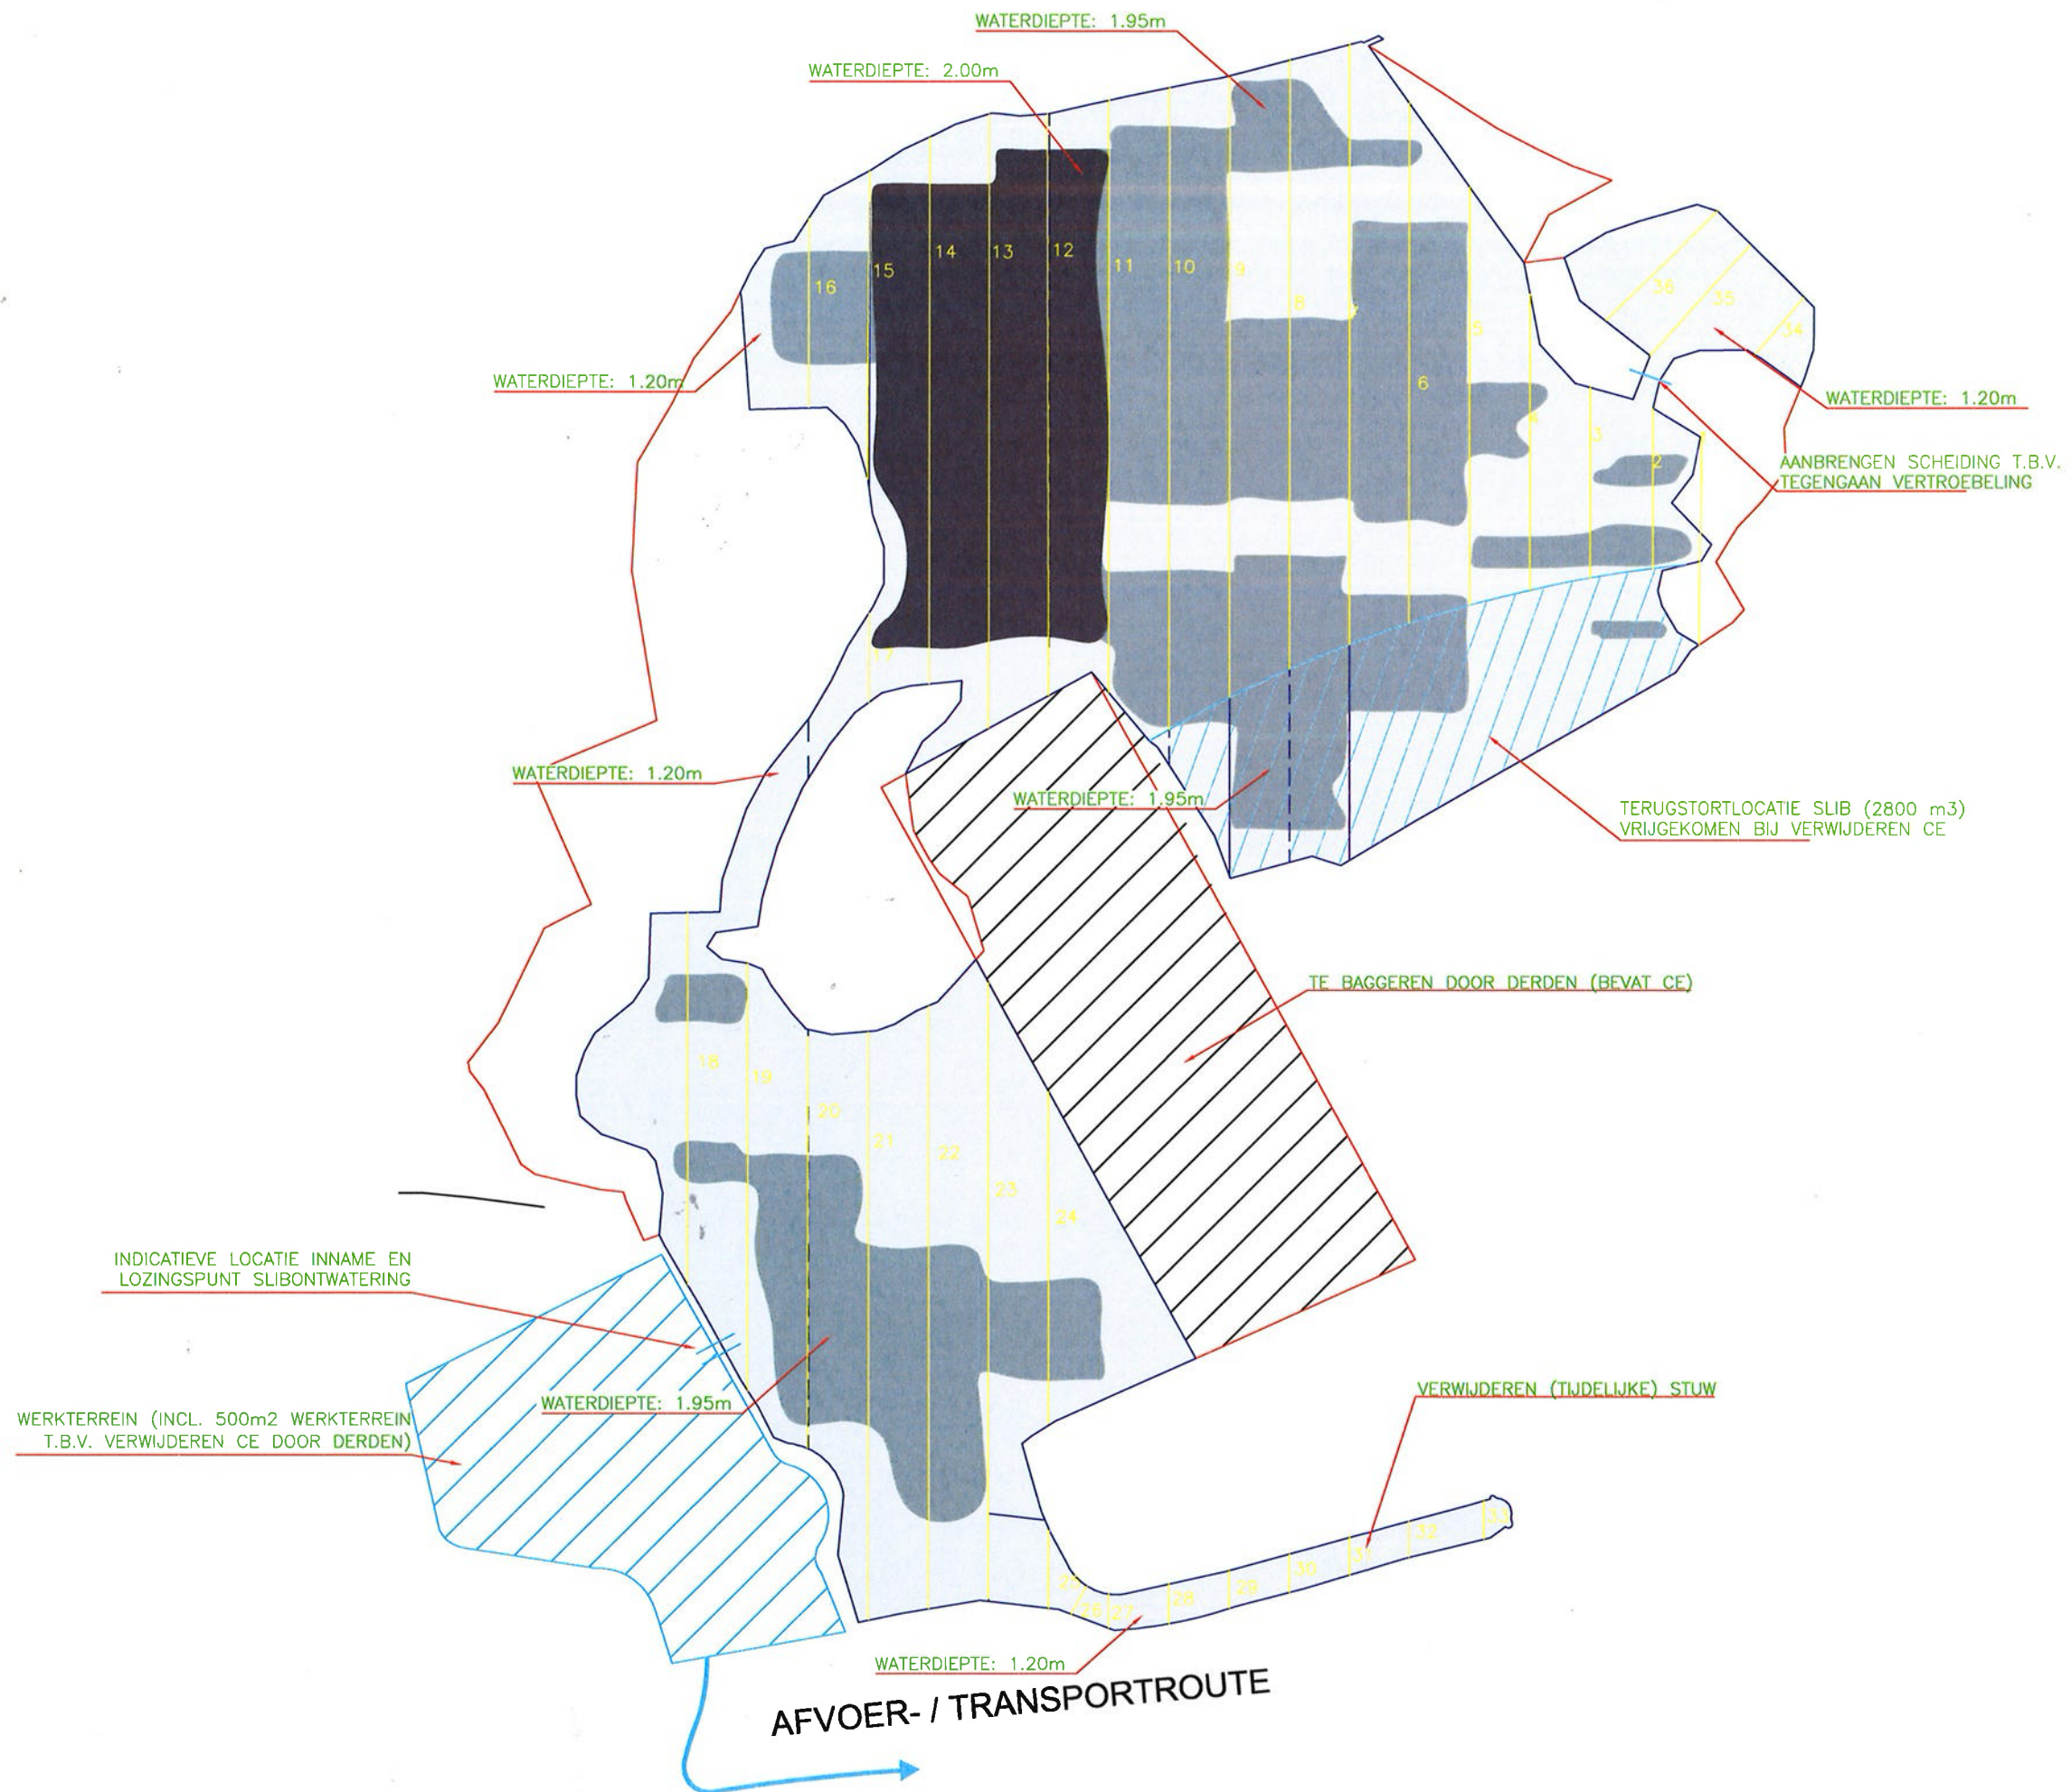 WATERDIEPTE: 1.95m
WATERDIEPTE: 2.00m
14
13
12
11
10
9
15
16
8
7
36
35
34
5
6
WATERDIEPTE: 1.20m
WATERDIEPTE: 1.20m
4
3
2
AANBRENGEN SCHEIDING T.B.V.
TEGENGAAN VERTROEBELING
17
WATERDIEPTE: 1.20m
WATERDIEPTE: 1.95m
TERUGSTORTLOCATIE SLIB (2800 m3)
VRIJGEKOMEN BIJ VERWIJDEREN CE
TE BAGGEREN DOOR DERDEN (BEVAT CE)
18
19
20
21
22
23
24
INDICATIEVE LOCATIE INNAME EN
LOZINGSPUNT SLIBONTWATERING
WATERDIEPTE: 1.95m
VERWIJDEREN (TIJDELIJKE) STUW
WERKTERREIN (INCL. 500m2 WERKTERREIN
T.B.V. VERWIJDEREN CE DOOR DERDEN)
33
32
31
30
29
28
25
26
27
WATERDIEPTE: 1.20m
AFVOER- / TRANSPORTROUTE